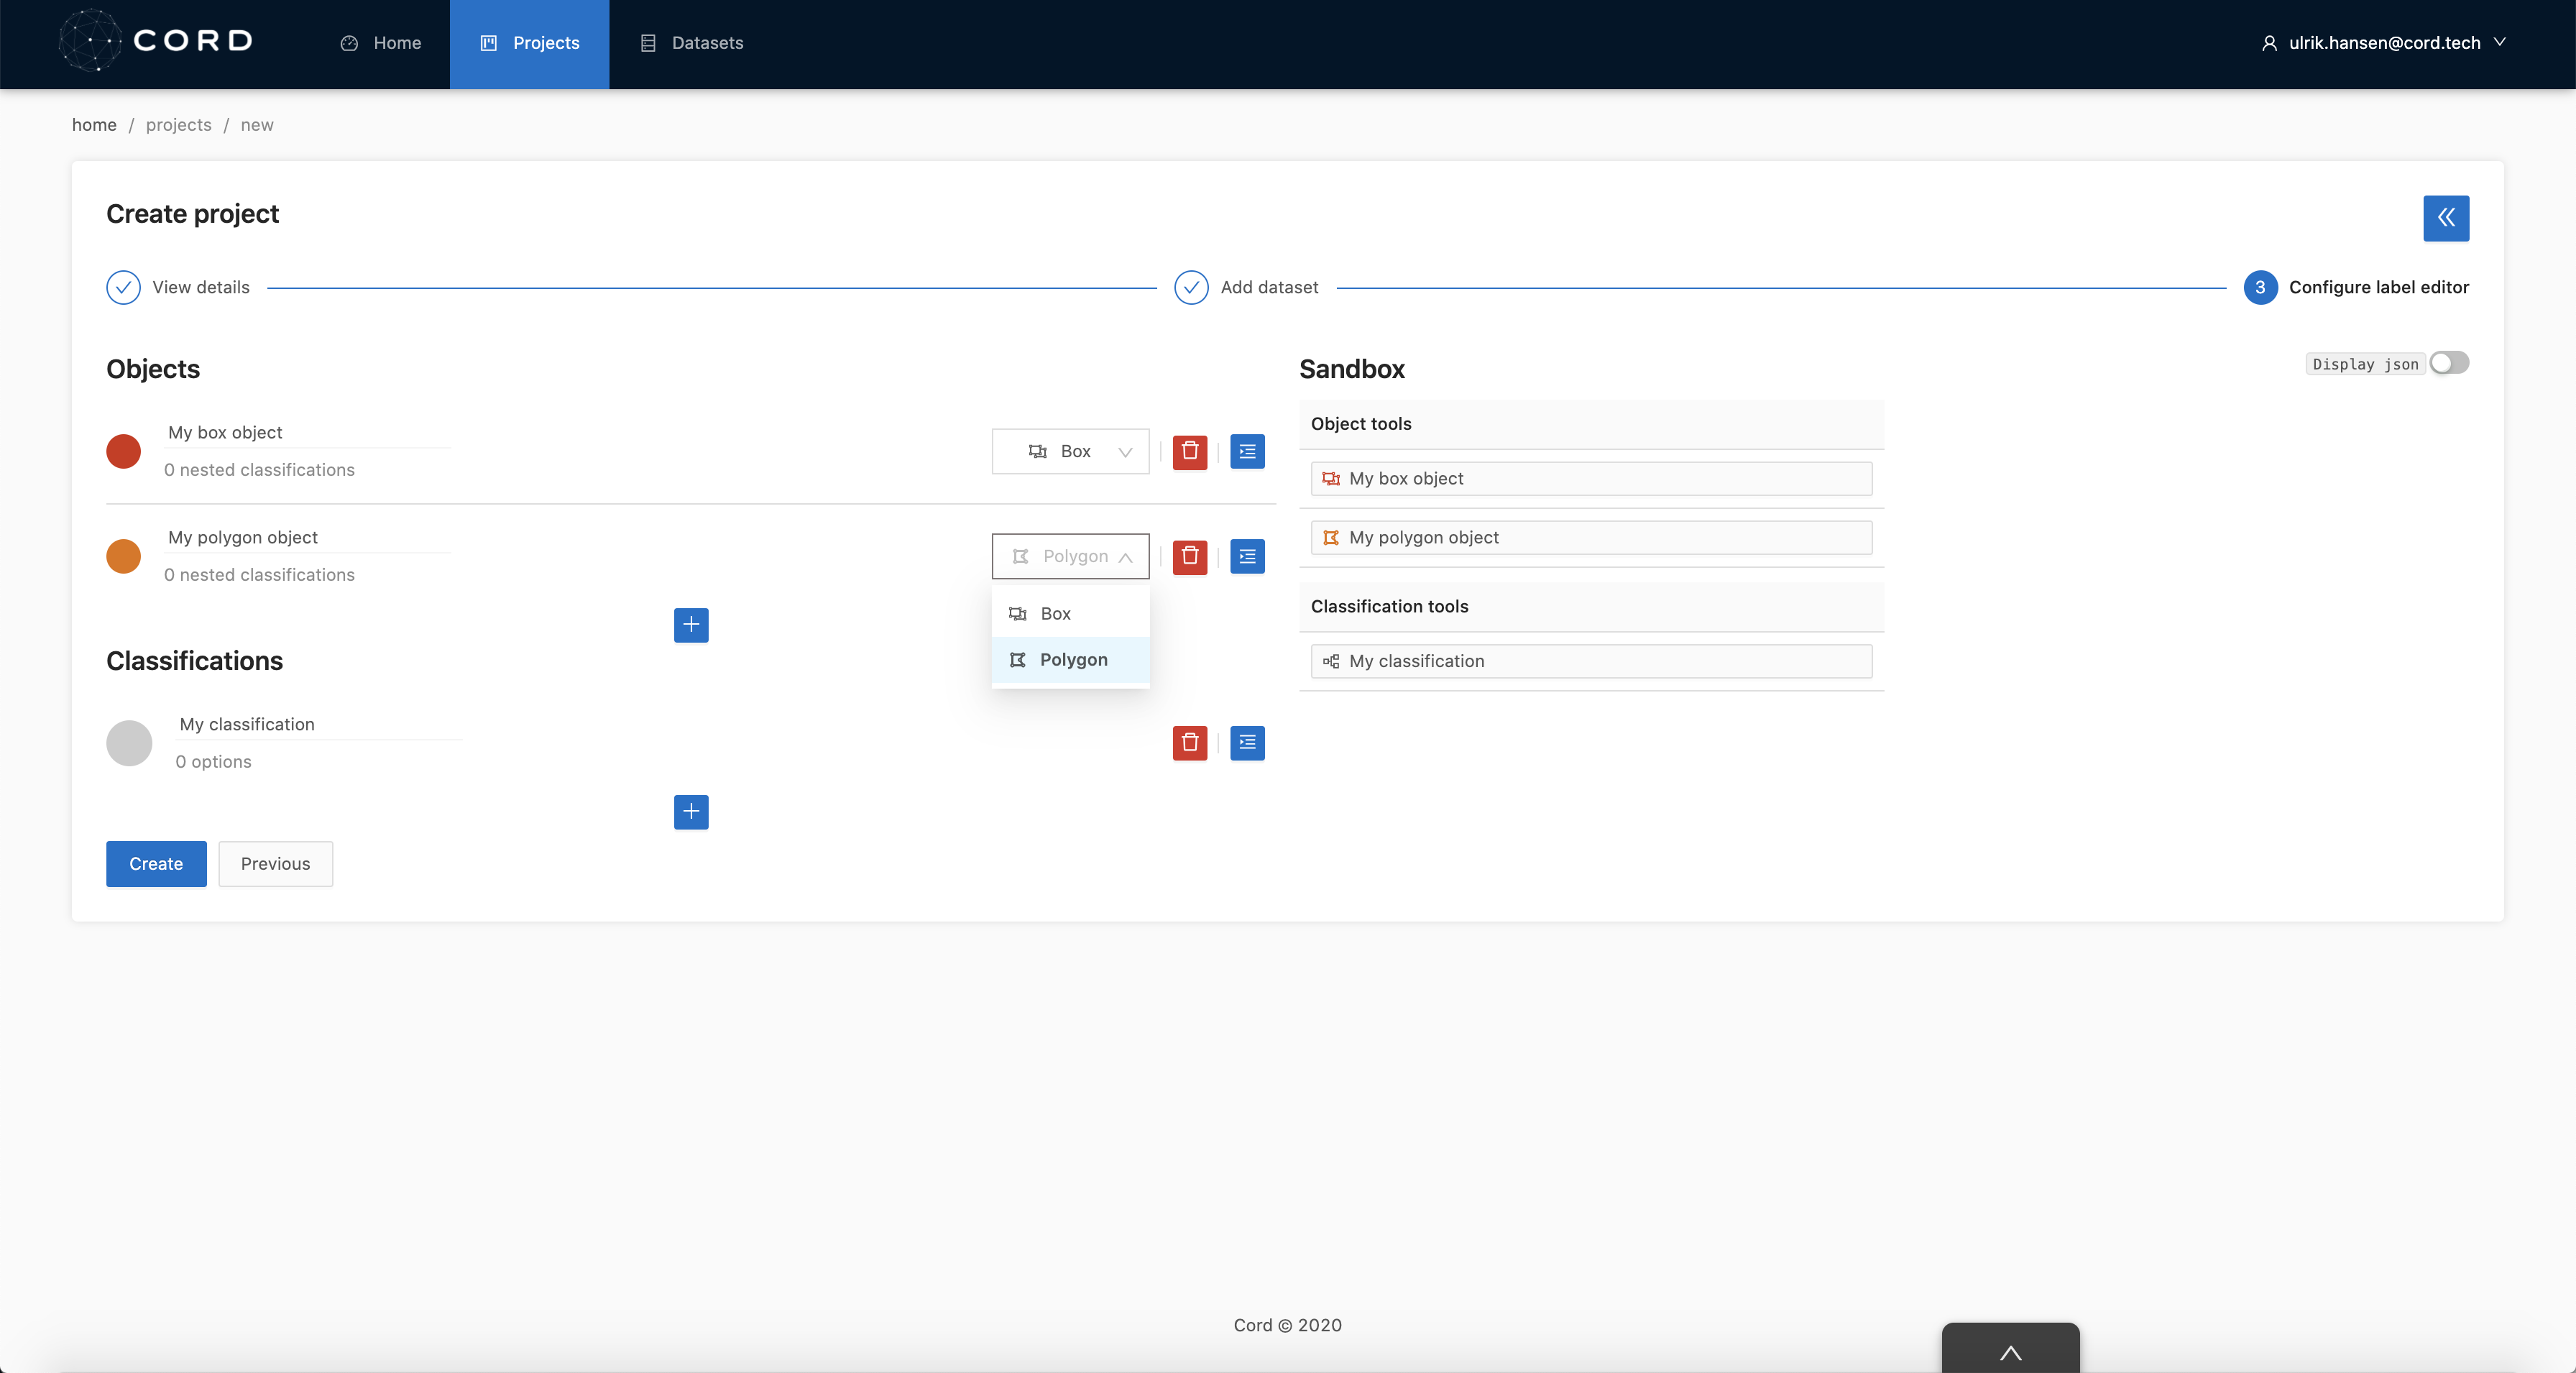 CORD
Home
Projects
Datasets
ulrik.hansen@cord.tech
home / projects / new
Create project
View details
Add dataset
3 Configure label editor
Objects
My box object
0 nested classifications
Box
My polygon object
0 nested classifications
Polygon
Box
Polygon
Classifications
My classification
0 options
Create
Previous
Sandbox
Display json
Object tools
My box object
My polygon object
Classification tools
My classification
Cord © 2020